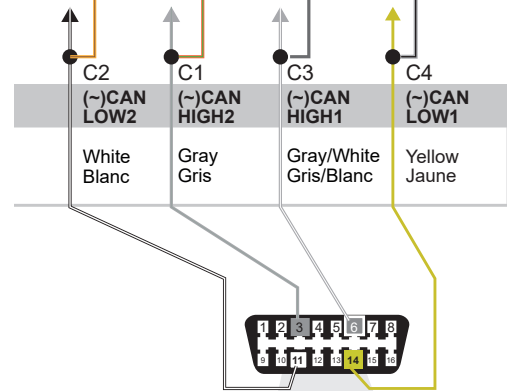 C2 C1 C3 C4
(~)CAN (~)CAN (~)CAN (~)CAN
LOW2 HIGH2 HIGH1 LOW1
White Gray Gray/White Yellow
Blanc Gris Gris/Blanc Jaune
1 2 3 4 5 6 7 8
9 10 11 12 13 14 15 16